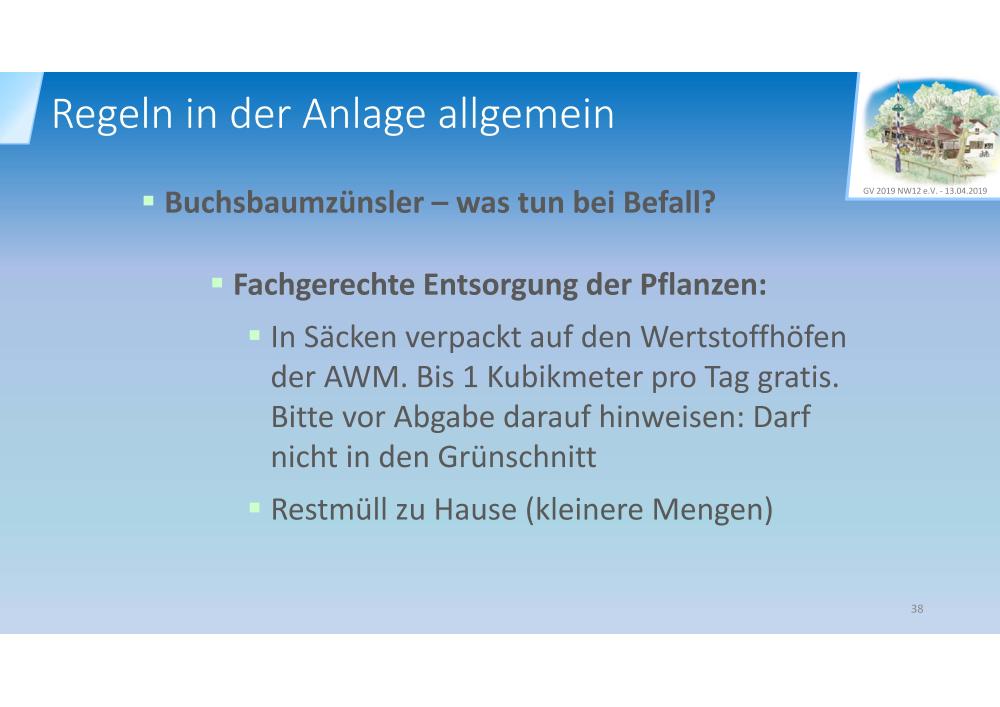 Regeln in der Anlage allgemein
GV 2019 NW12 e.V. - 13.04.2019
Buchsbaumzünsler – was tun bei Befall?
Fachgerechte Entsorgung der Pflanzen:
In Säcken verpackt auf den Wertstoffhöfen
der AWM. Bis 1 Kubikmeter pro Tag gratis.
Bitte vor Abgabe darauf hinweisen: Darf
nicht in den Grünschnitt
Restmüll zu Hause (kleinere Mengen)
38